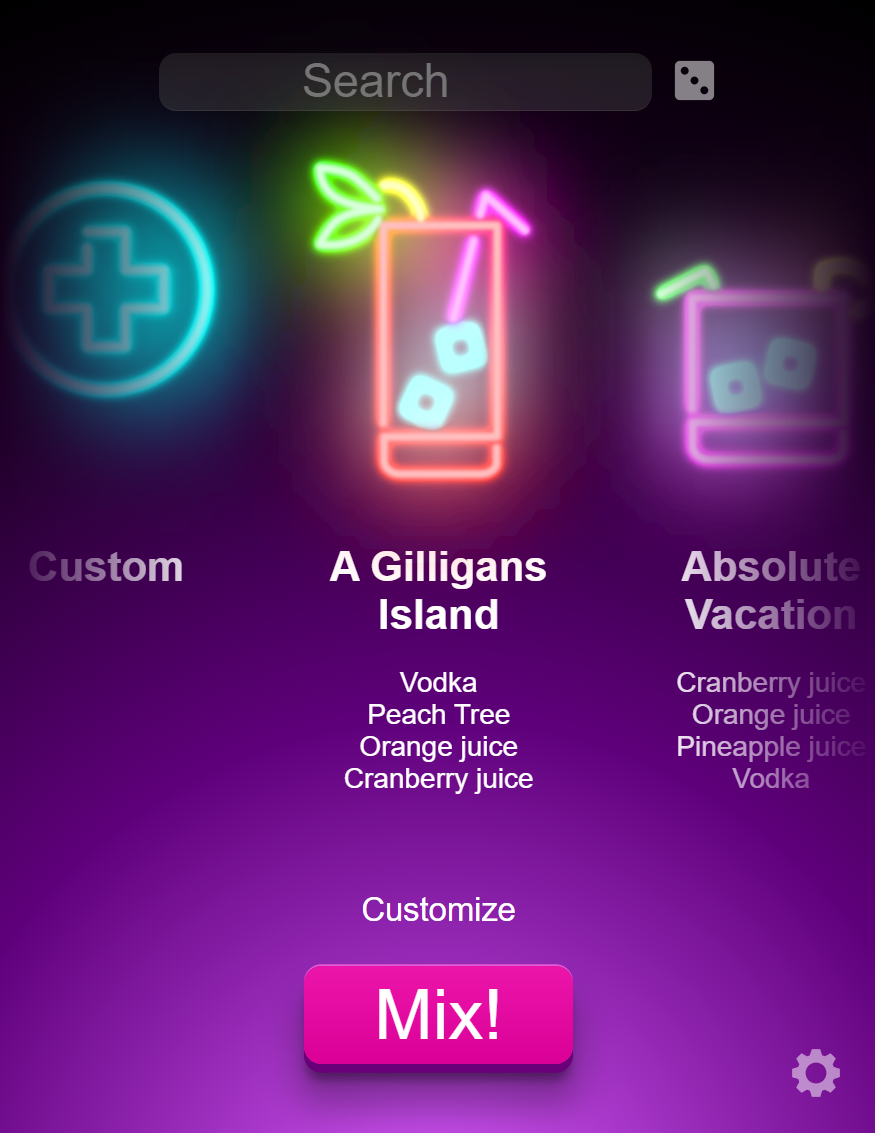 Search
Custom
A Gilligans
Island
Vodka
Peach Tree
Orange juice
Cranberry juice
Absolute
Vacation
Cranberry juice
Orange juice
Pineapple juice
Vodka
Customize
Mix!